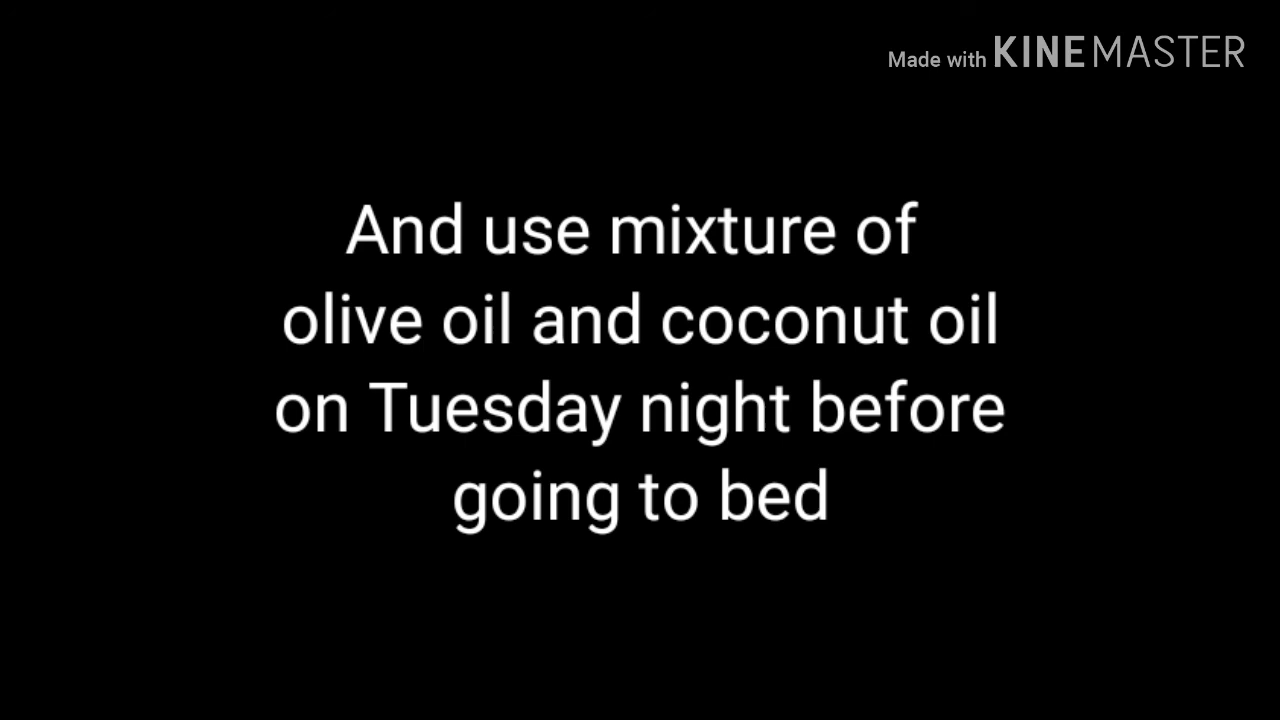 Made with KINEMASTER
And use mixture of
olive oil and coconut oil
on Tuesday night before
going to bed